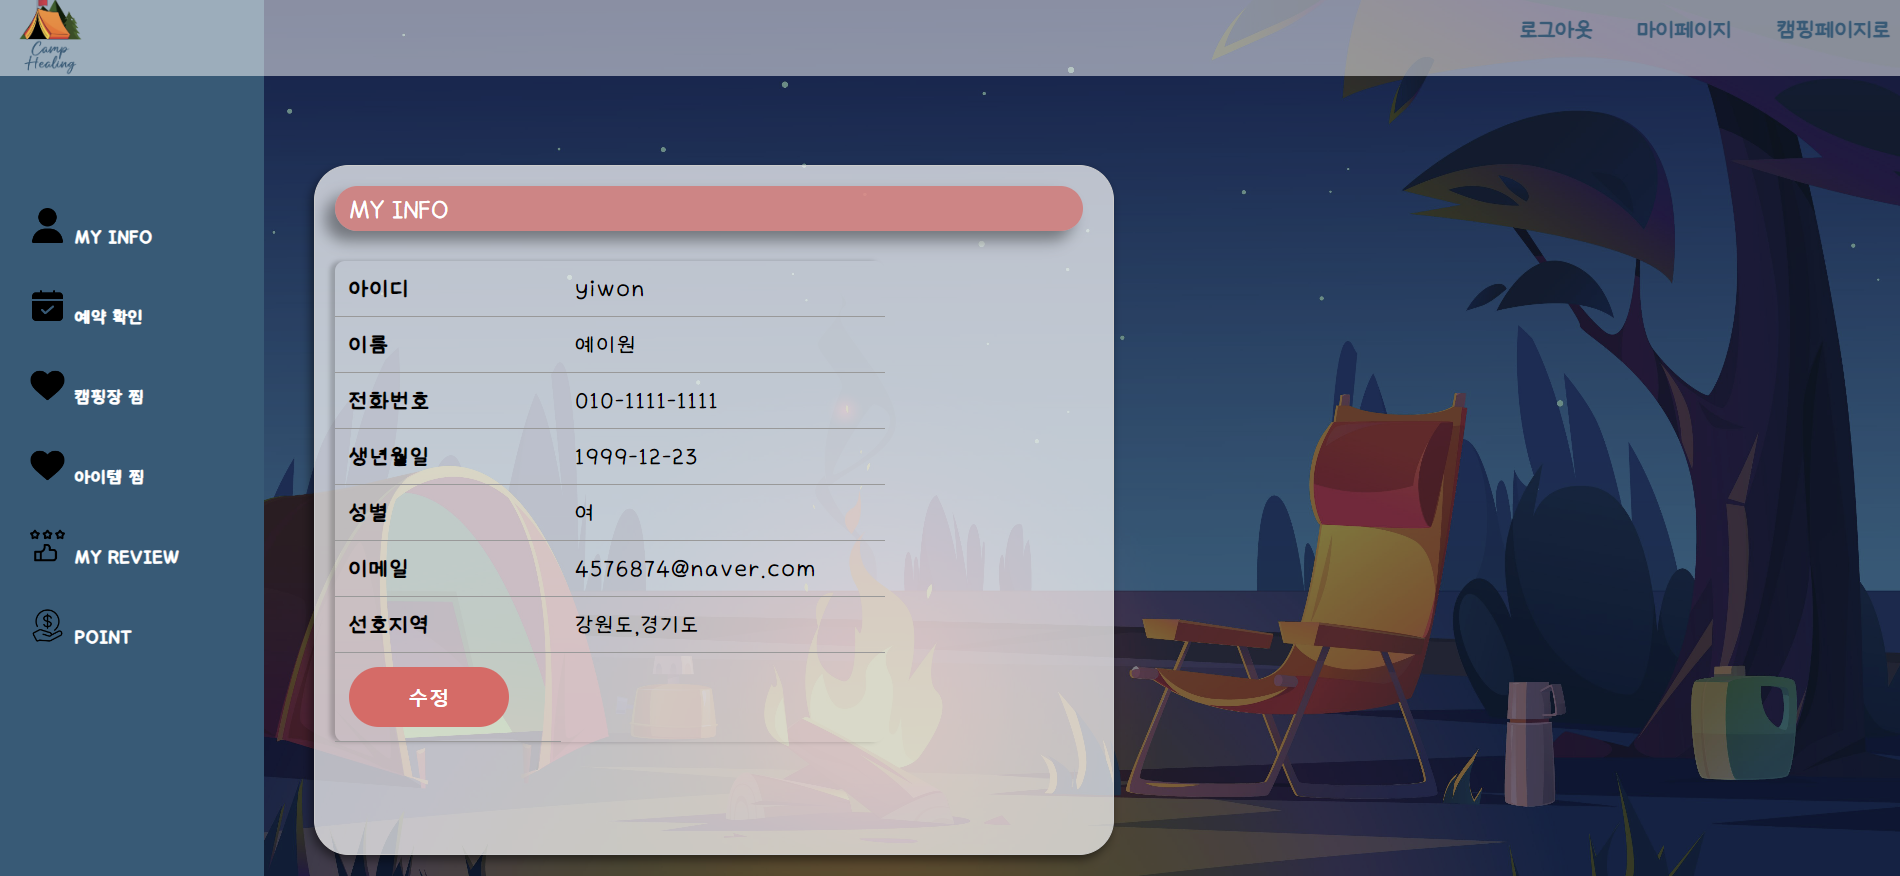 Camp
Healing
로그아웃 마이페이지 캠핑페이지로
MY INFO
예약 확인
캠핑장 찜
아이템 찜
MY REVIEW
POINT
MY INFO
아이디 yiwon
이름 예이원
전화번호 010-1111-1111
생년월일 1999-12-23
성별 여
이메일 4576874@naver.com
선호지역 강원도,경기도
수정